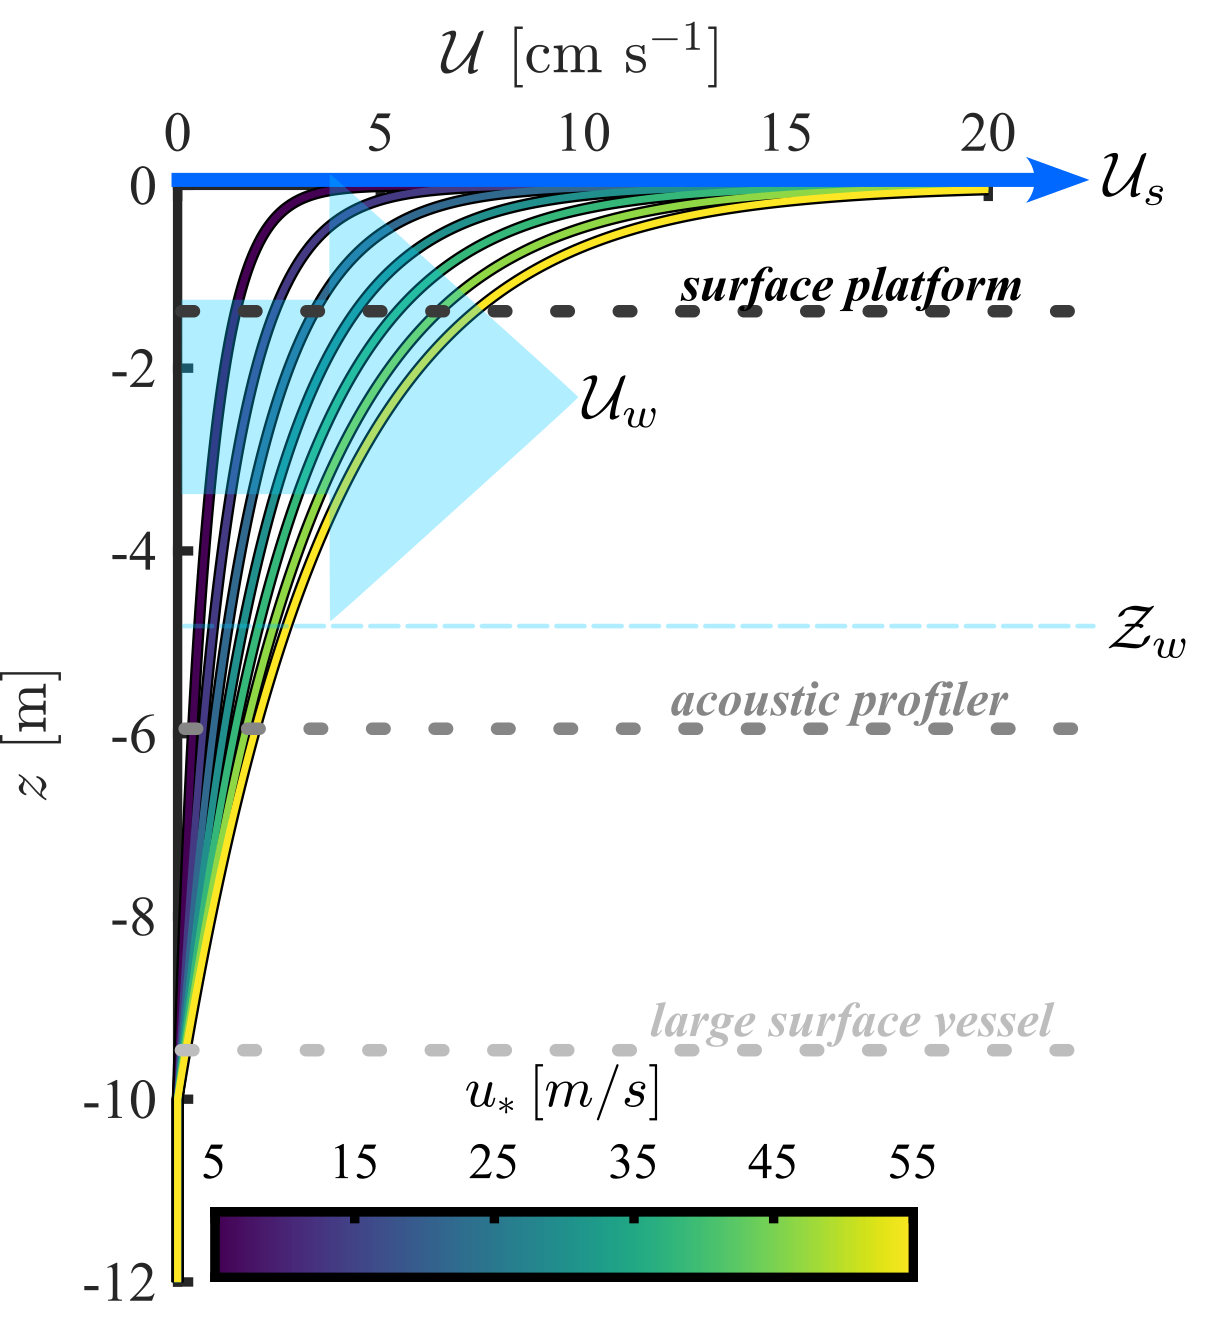 𝒰 [cm s⁻¹]
0 5 10 15 20
0
𝒰ₛ
surface platform
-2
𝒰_w
-4
𝒵_w
z [m]
acoustic profiler
-6
-8
large surface vessel
-10
u_* [m/s]
5 15 25 35 45 55
-12